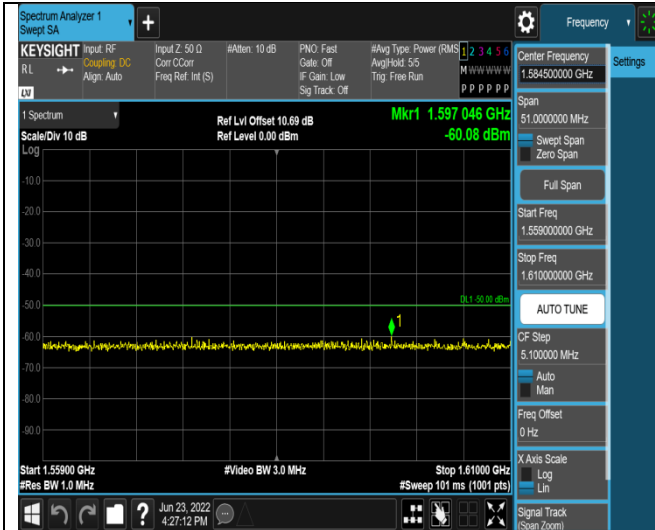 Spectrum Analyzer 1
Swept SA
Frequency
KEYSIGHT
RL
LXI
Input: RF
Coupling: DC
Align: Auto
Input Z: 50 Ω
Corr CCorr
Freq Ref: Int (S)
#Atten: 10 dB
PNO: Fast
Gate: Off
IF Gain: Low
Sig Track: Off
#Avg Type: Power (RMS
Avg|Hold: 5/5
Trig: Free Run
1 2 3 4 5 6
M W W W W W
P P P P P P
1 Spectrum
Scale/Div 10 dB
Log
Ref Lvl Offset 10.69 dB
Ref Level 0.00 dBm
Mkr1 1.597 046 GHz
-60.08 dBm
-10.0
-20.0
-30.0
-40.0
-50.0
-60.0
-70.0
-80.0
-90.0
DL1 -50.00 dBm
1
Start 1.55900 GHz
#Res BW 1.0 MHz
#Video BW 3.0 MHz
Stop 1.61000 GHz
#Sweep 101 ms (1001 pts)
?
Jun 23, 2022
4:27:12 PM
Center Frequency
1.584500000 GHz
Span
51.0000000 MHz
Swept Span
Zero Span
Full Span
Start Freq
1.559000000 GHz
Stop Freq
1.610000000 GHz
AUTO TUNE
CF Step
5.100000 MHz
Auto
Man
Freq Offset
0 Hz
X Axis Scale
Log
Lin
Signal Track
(Span Zoom)
Settings